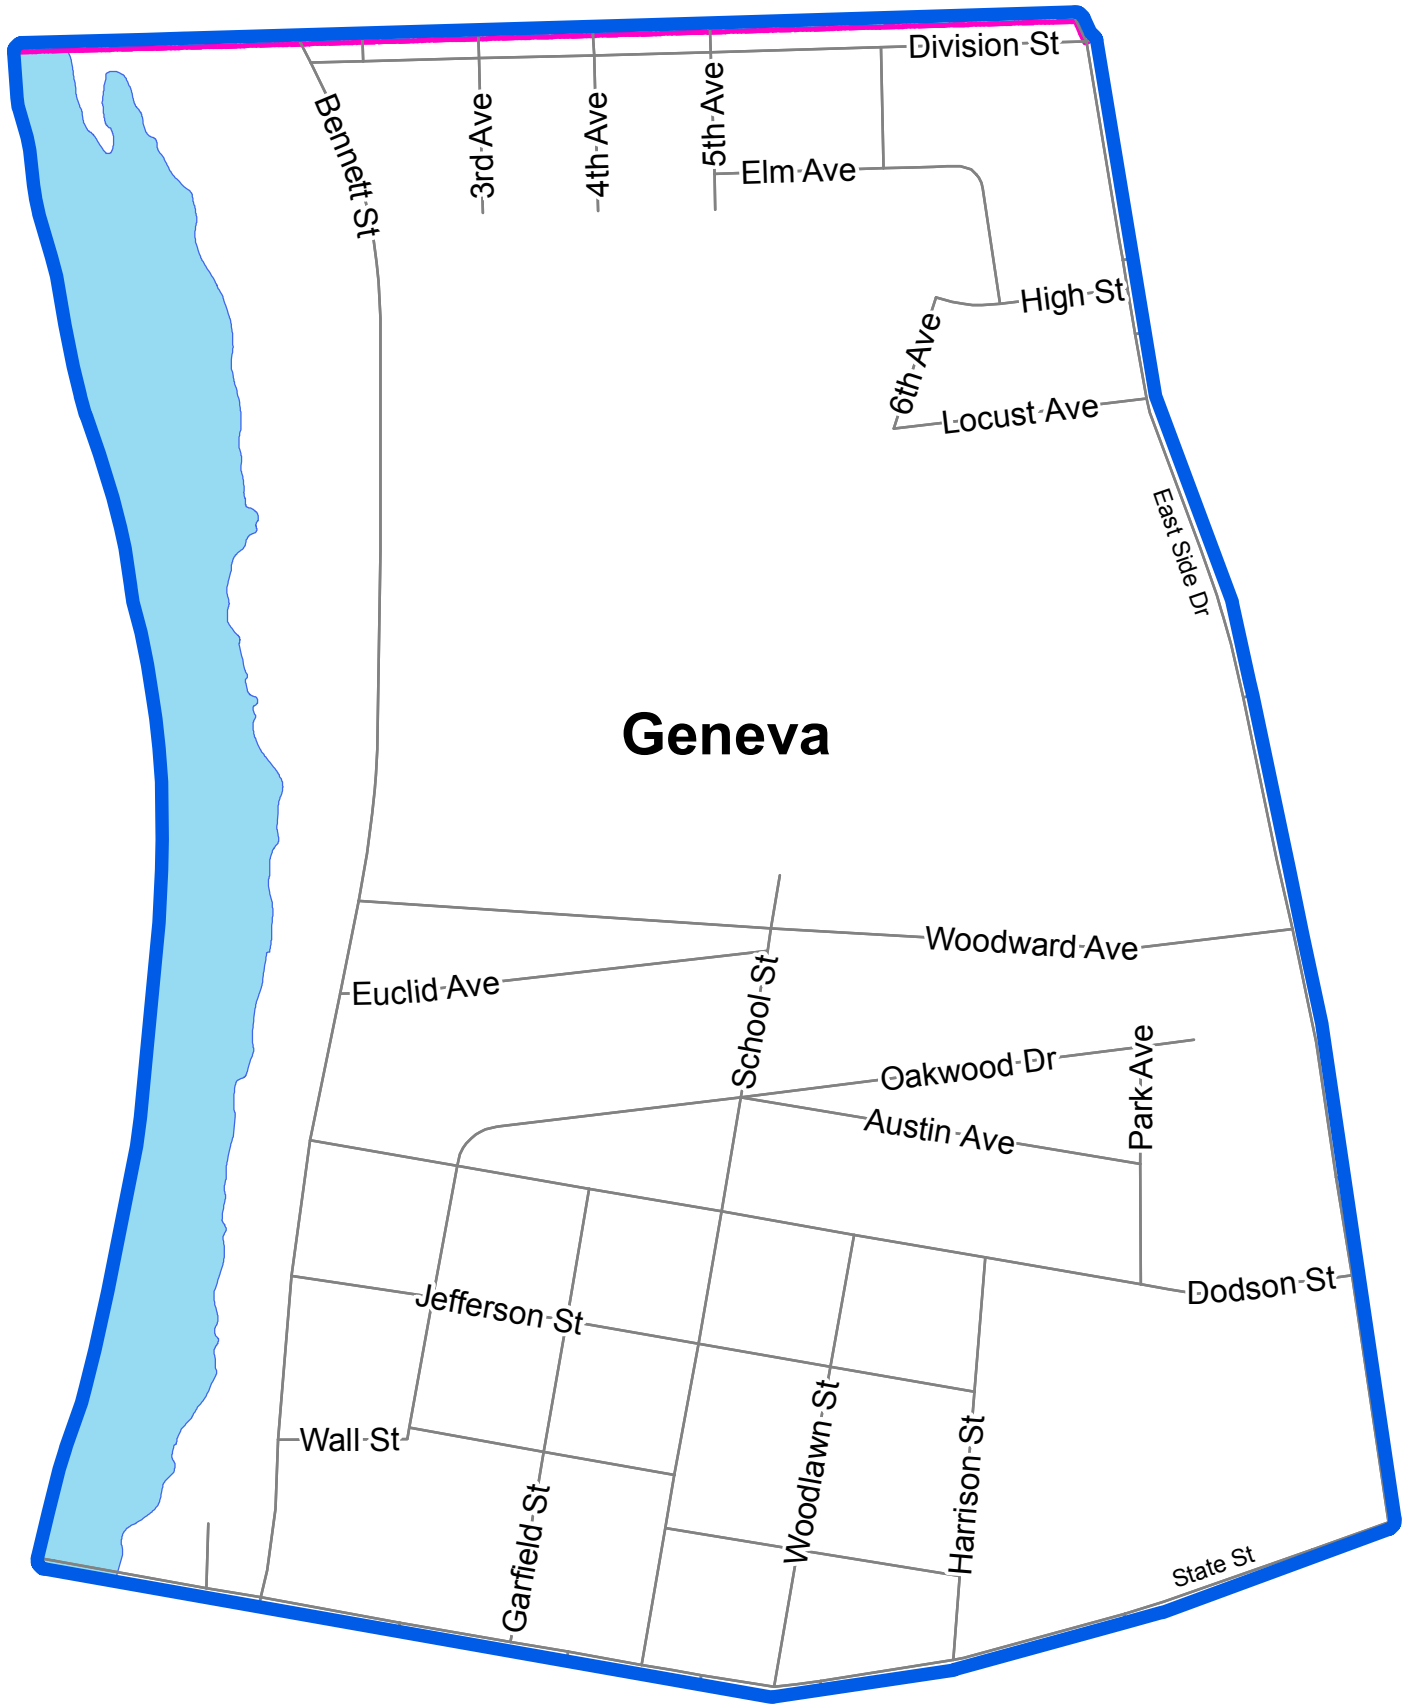 Division St
Bennett St
3rd Ave
4th Ave
5th Ave
Elm Ave
High St
6th Ave
Locust Ave
East Side Dr
Geneva
Woodward Ave
Euclid Ave
School St
Oakwood Dr
Park Ave
Austin Ave
Dodson St
Jefferson St
Wall St
Woodlawn St
Harrison St
Garfield St
State St